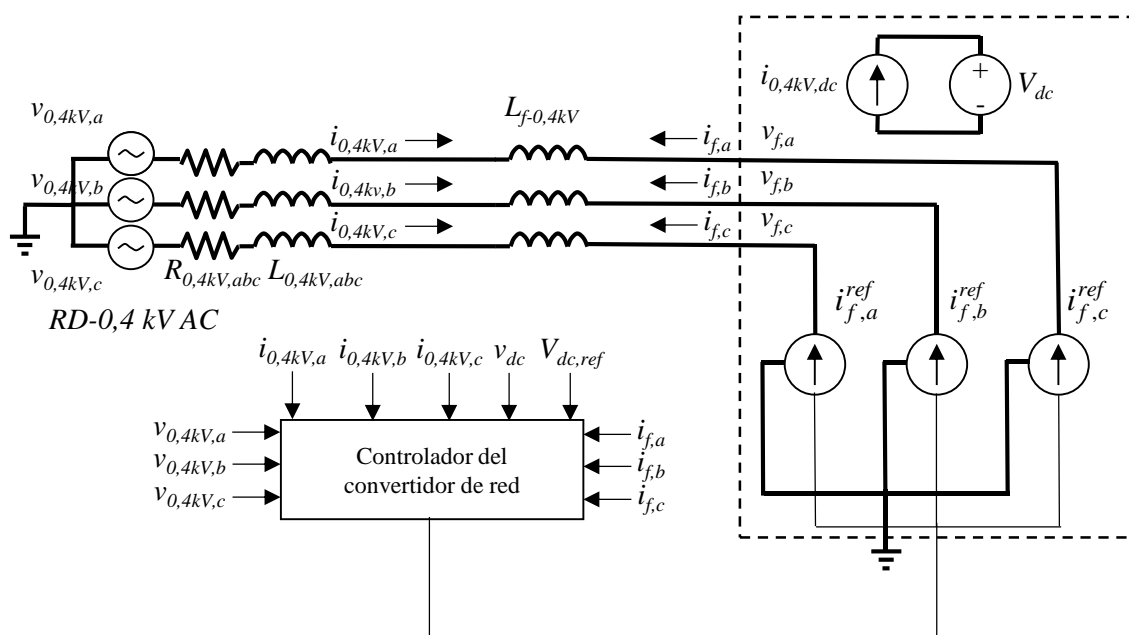 i0,4kV,dc
+
-
Vdc
v0,4kV,a
Lf-0,4kV
i0,4kV,a
if,a
vf,a
v0,4kV,b
i0,4kv,b
if,b
vf,b
i0,4kV,c
if,c
vf,c
v0,4kV,c
R0,4kV,abc
L0,4kV,abc
RD-0,4 kV AC
i ref f,a
i ref f,b
i ref f,c
i0,4kV,a
i0,4kV,b
i0,4kV,c
vdc
Vdc,ref
v0,4kV,a
v0,4kV,b
v0,4kV,c
Controlador del
convertidor de red
if,a
if,b
if,c